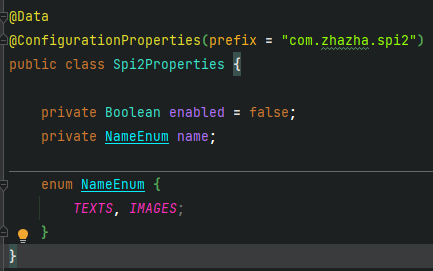 @Data
@ConfigurationProperties(prefix = "com.zhazha.spi2")
public class Spi2Properties {
private Boolean enabled = false;
private NameEnum name;
enum NameEnum {
TEXTS, IMAGES;
}
}